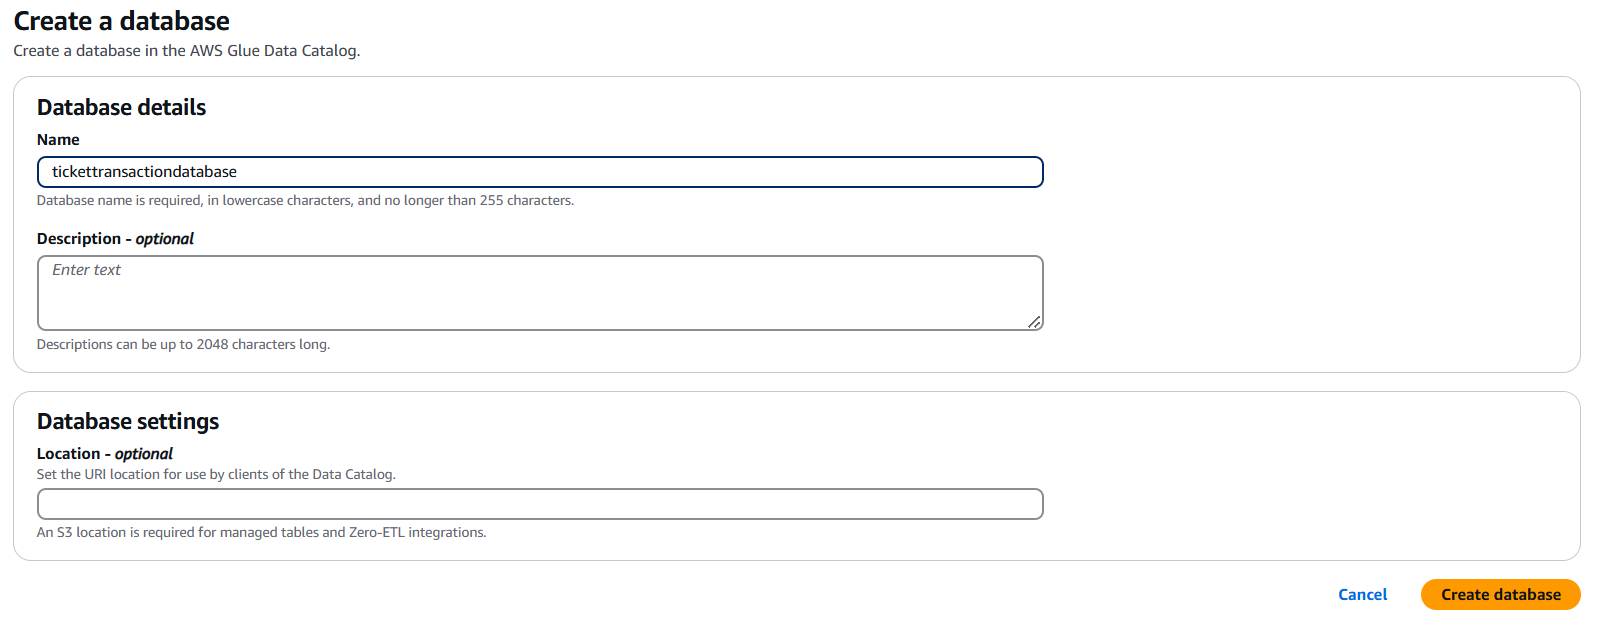 Create a database
Create a database in the AWS Glue Data Catalog.
Database details
Name
tickettransactiondatabase
Database name is required, in lowercase characters, and no longer than 255 characters.
Description - optional
Enter text
Descriptions can be up to 2048 characters long.
Database settings
Location - optional
Set the URI location for use by clients of the Data Catalog.
An S3 location is required for managed tables and Zero-ETL integrations.
Cancel
Create database